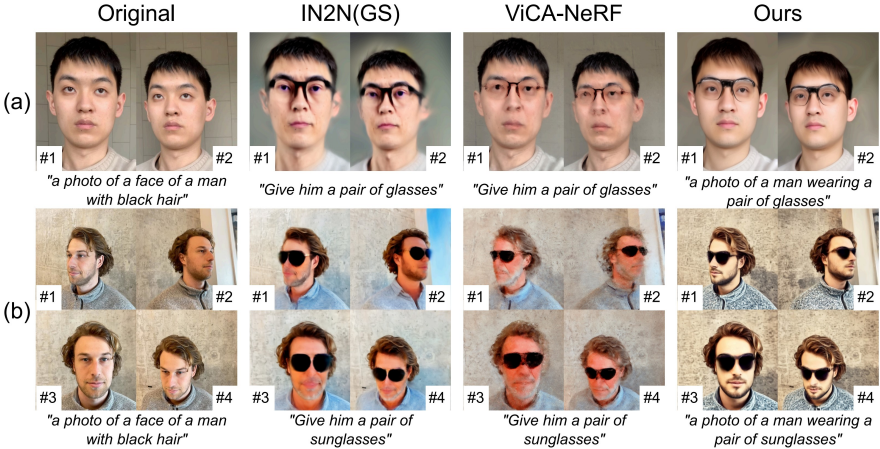 Original
IN2N(GS)
ViCA-NeRF
Ours
(a)
#1
#2
#1
#2
#1
#2
#1
#2
"a photo of a face of a man
with black hair"
"Give him a pair of glasses"
"Give him a pair of glasses"
"a photo of a man wearing a
pair of glasses"
(b)
#1
#2
#1
#2
#1
#2
#1
#2
#3
#4
#3
#4
#3
#4
#3
#4
"a photo of a face of a man
with black hair"
"Give him a pair of
sunglasses"
"Give him a pair of
sunglasses"
"a photo of a man wearing a
pair of sunglasses"